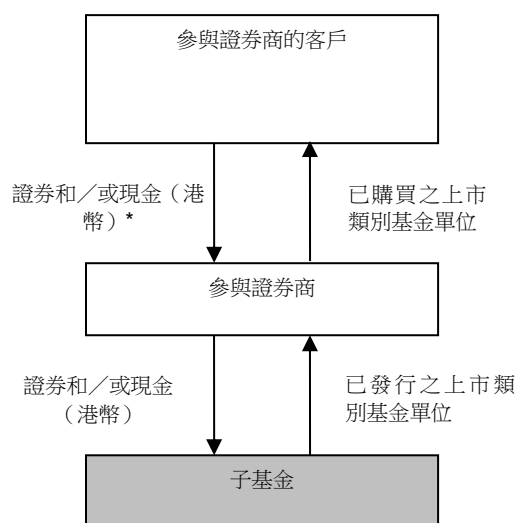 參與證券商的客戶
證券和／或現金（港
幣）*
已購買之上市
類別基金單位
參與證券商
證券和／或現金
（港幣）
已發行之上市類
別基金單位
子基金